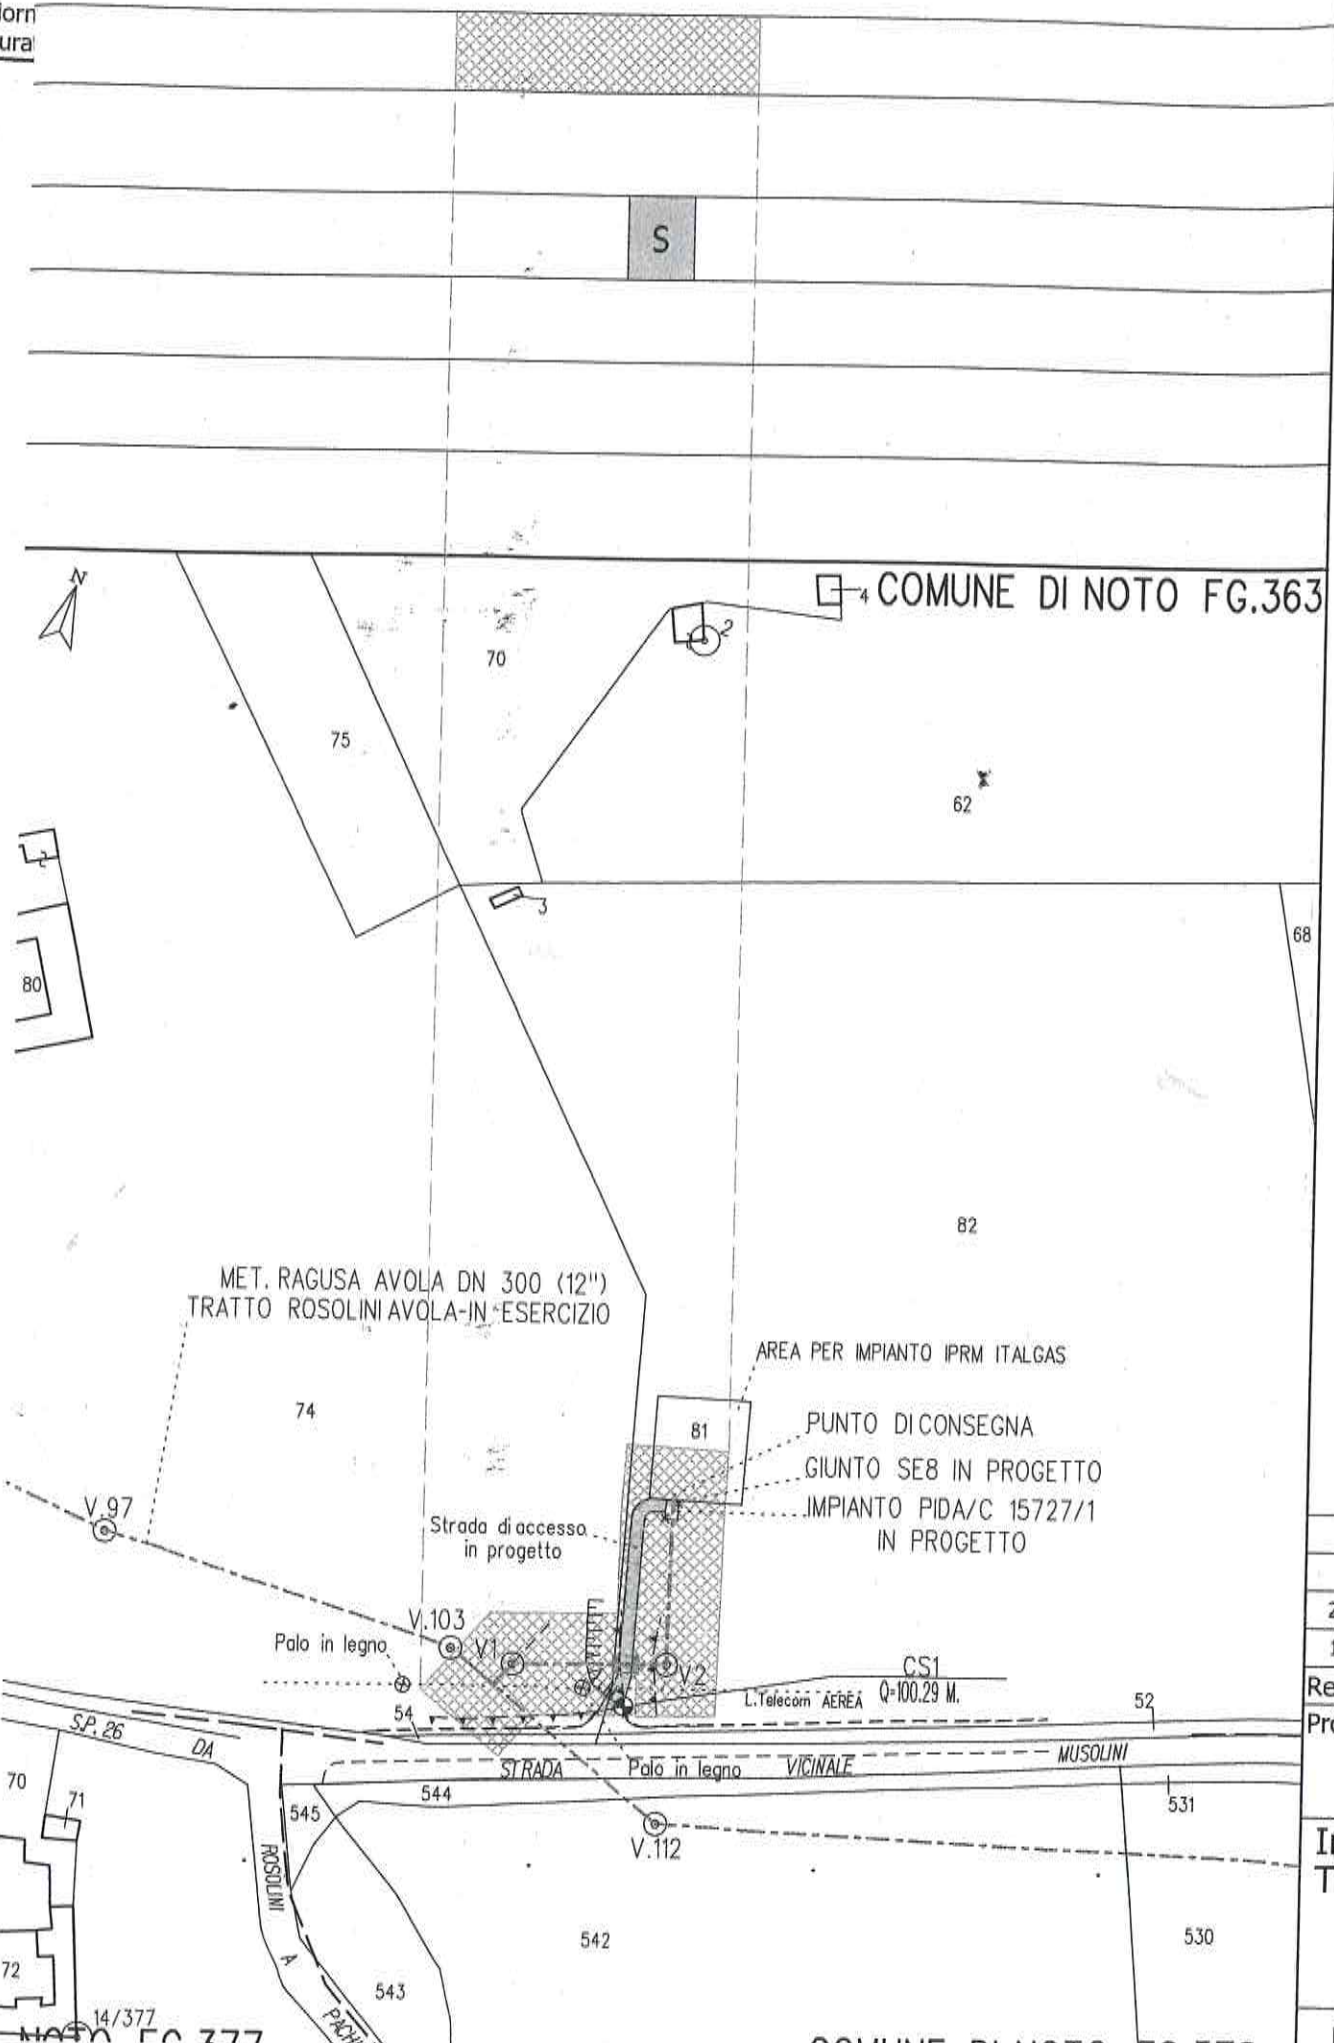 S
N
4 COMUNE DI NOTO FG.363
2
70
75
62
3
68
80
82
MET. RAGUSA AVOLA DN 300 (12")
TRATTO ROSOLINI AVOLA-IN ESERCIZIO
AREA PER IMPIANTO IPRM ITALGAS
74
81
PUNTO DI CONSEGNA
GIUNTO SE8 IN PROGETTO
IMPIANTO PIDA/C 15727/1
IN PROGETTO
V.97
Strada di accesso
in progetto
V.103
V1
V2
Palo in legno
CS1
Q=100.29 M.
L.Telecom AEREA
54
52
S.P. 26
DA
STRADA
Palo in legno
VICINALE
MUSOLINI
70
71
545
544
531
V.112
ROSOLINI
A
542
530
543
72
14/377
NOTO FG.377